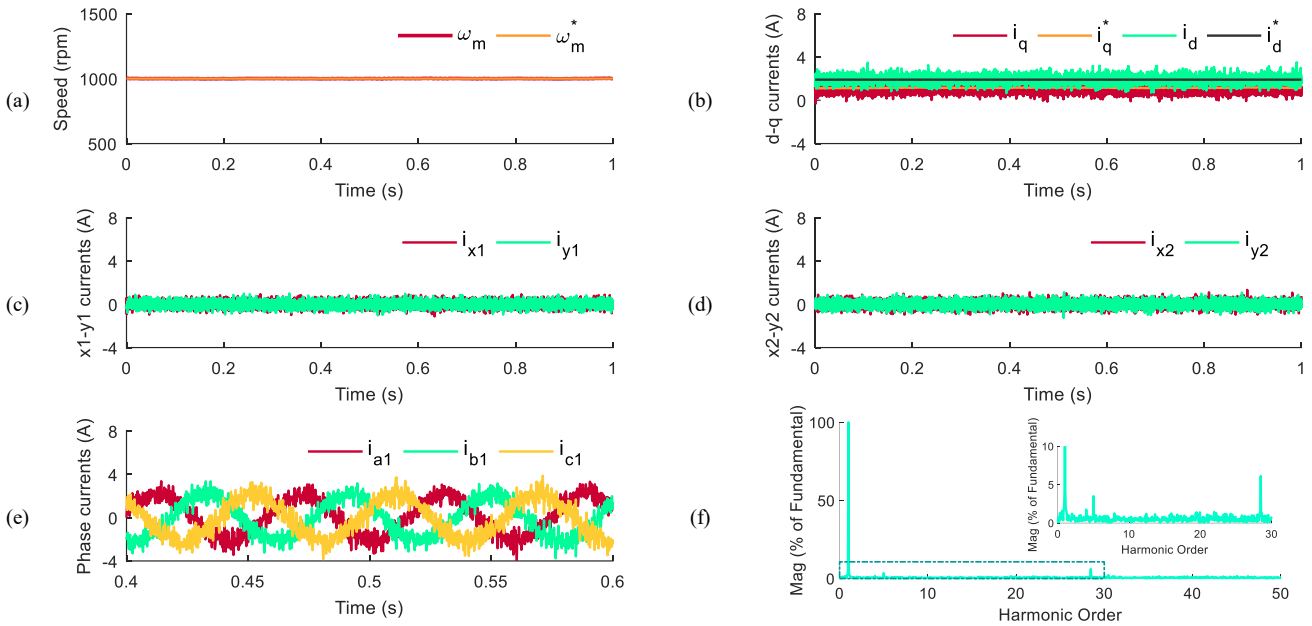 (a)
Speed (rpm)
1500
1000
500
ω_m
ω_m^*
0 0.2 0.4 0.6 0.8 1
Time (s)
(b)
d-q currents (A)
8
4
0
-4
i_q i_q^* i_d i_d^*
0 0.2 0.4 0.6 0.8 1
Time (s)
(c)
x1-y1 currents (A)
8
4
0
-4
i_x1 i_y1
0 0.2 0.4 0.6 0.8 1
Time (s)
(d)
x2-y2 currents (A)
8
4
0
-4
i_x2 i_y2
0 0.2 0.4 0.6 0.8 1
Time (s)
(e)
Phase currents (A)
8
4
0
-4
i_a1 i_b1 i_c1
0.4 0.45 0.5 0.55 0.6
Time (s)
(f)
Mag (% of Fundamental)
100
50
0
0 10 20 30 40 50
Harmonic Order
Mag (% of Fundamental)
10
5
0
0 10 20 30
Harmonic Order